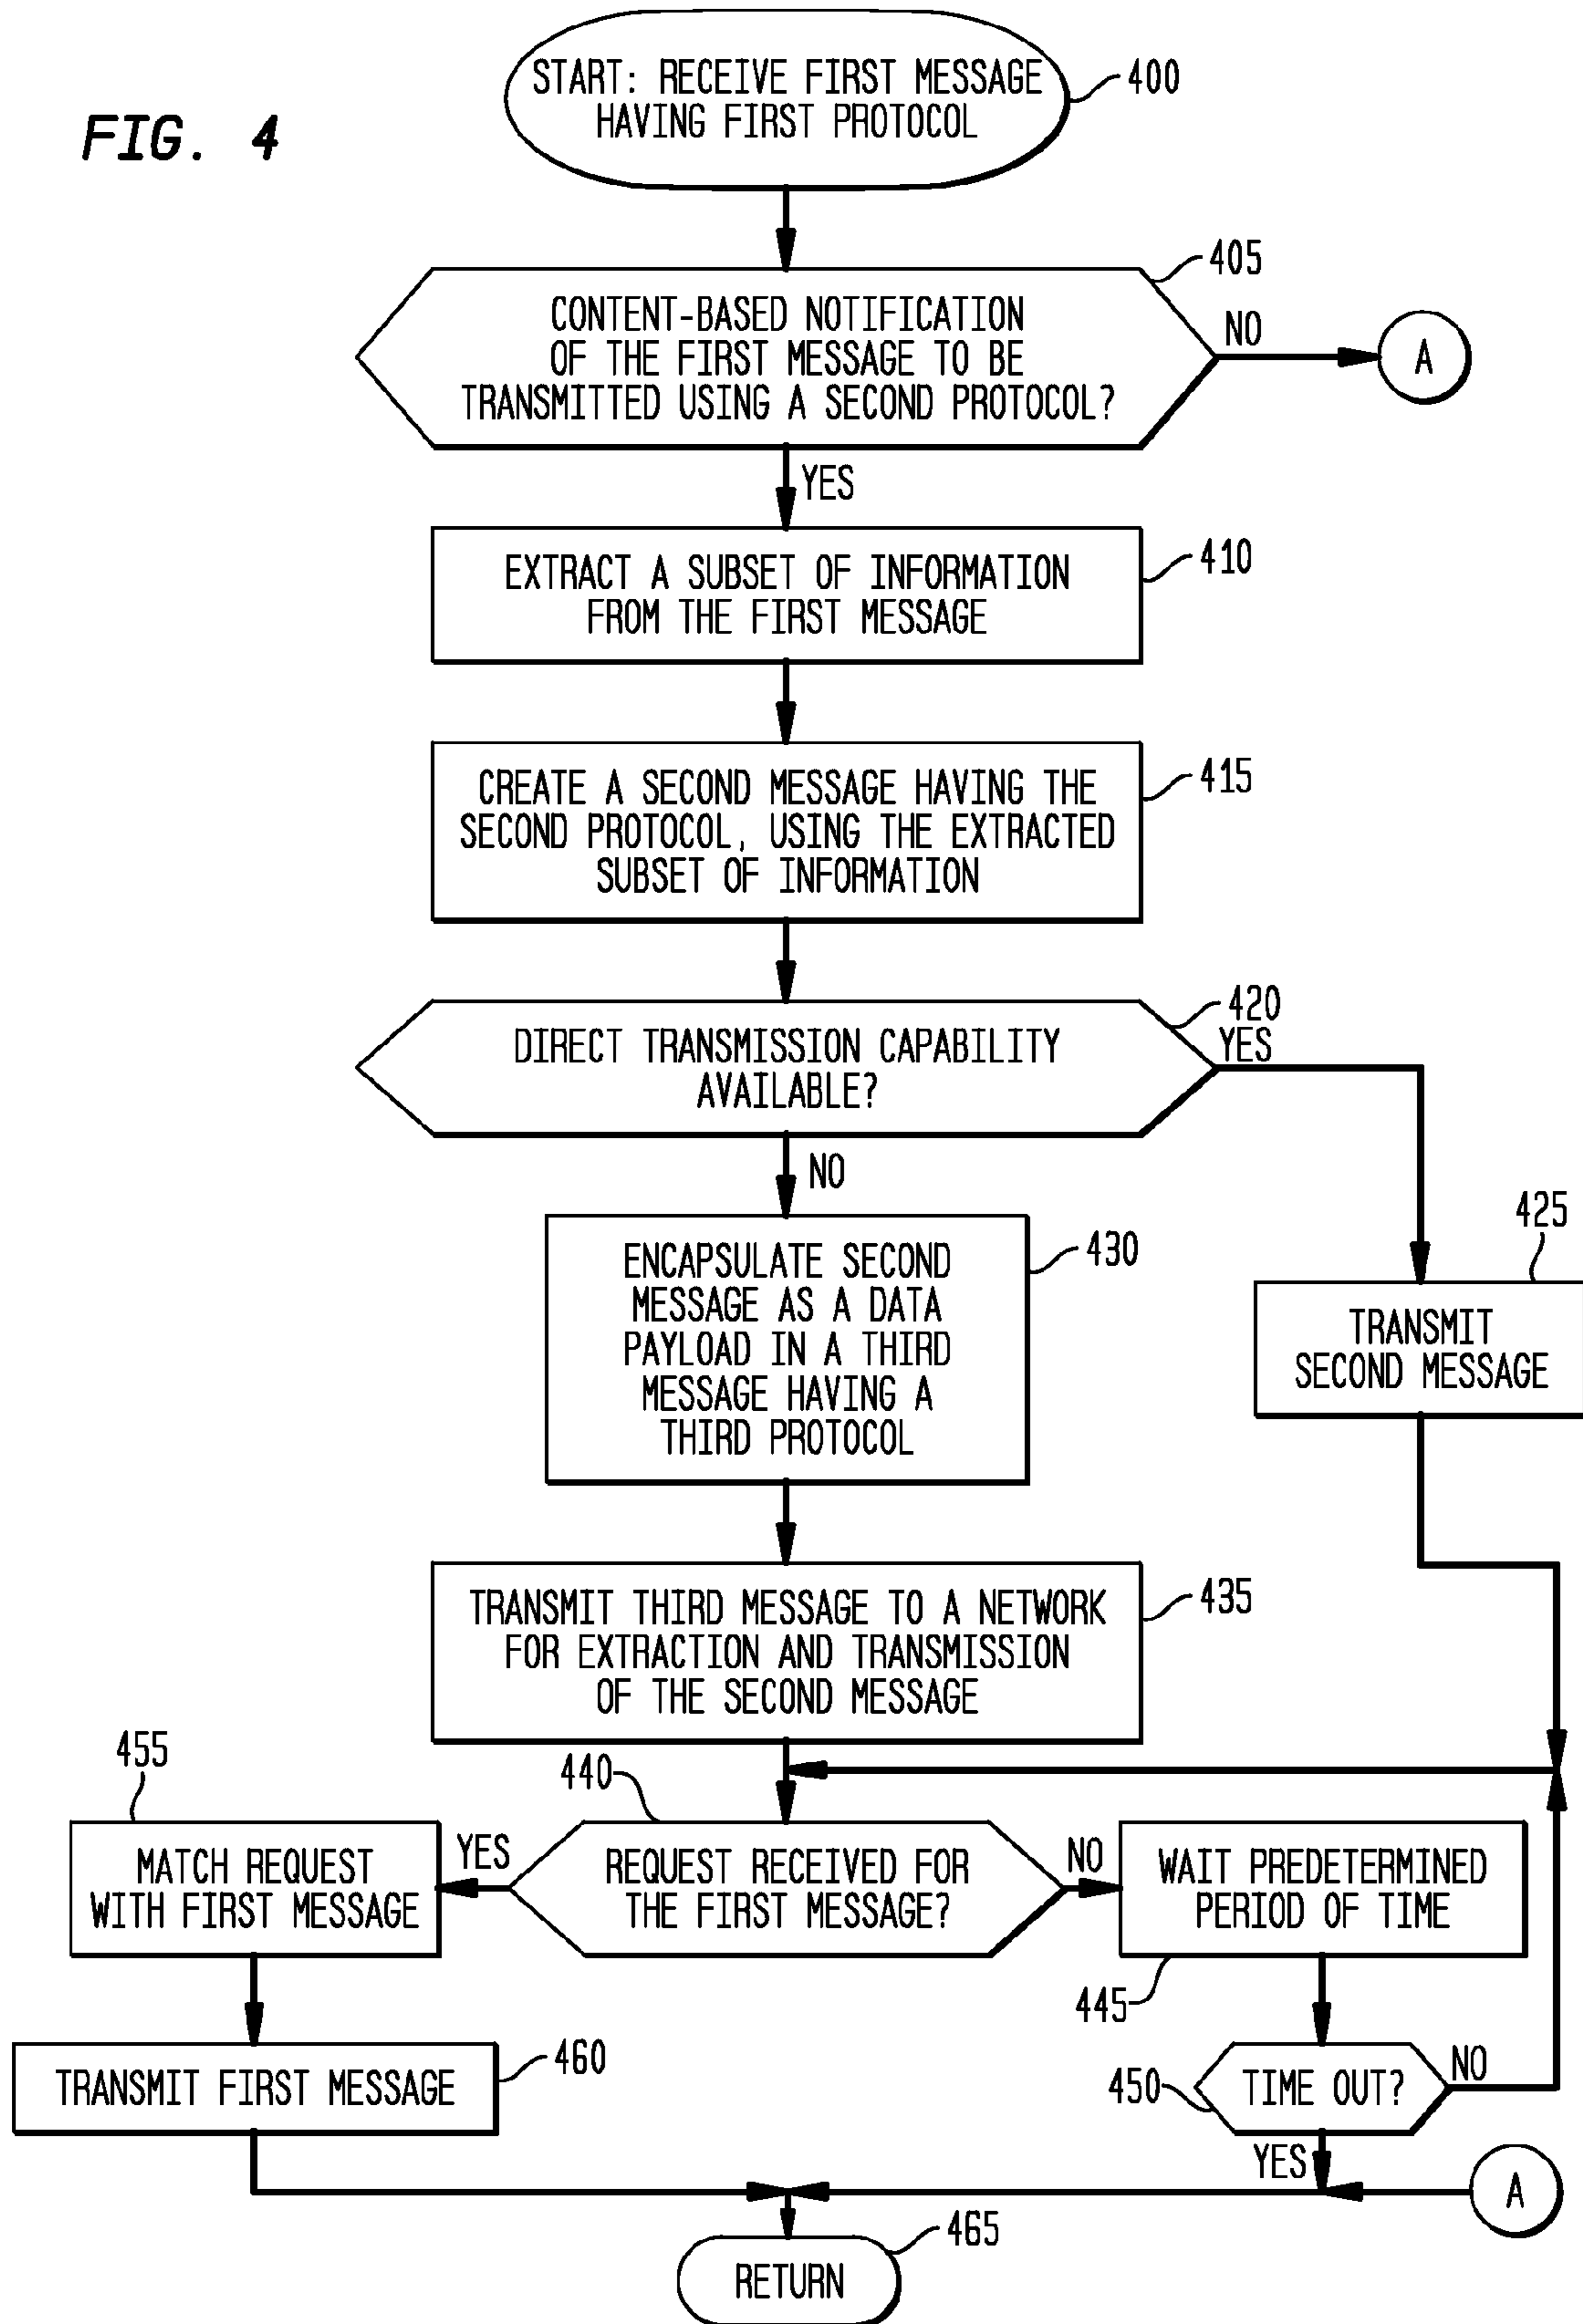 FIG. 4
START: RECEIVE FIRST MESSAGE
HAVING FIRST PROTOCOL
400
405
CONTENT-BASED NOTIFICATION
OF THE FIRST MESSAGE TO BE
TRANSMITTED USING A SECOND PROTOCOL?
NO
A
YES
EXTRACT A SUBSET OF INFORMATION
FROM THE FIRST MESSAGE
410
CREATE A SECOND MESSAGE HAVING THE
SECOND PROTOCOL, USING THE EXTRACTED
SUBSET OF INFORMATION
415
DIRECT TRANSMISSION CAPABILITY
AVAILABLE?
420
YES
NO
ENCAPSULATE SECOND
MESSAGE AS A DATA
PAYLOAD IN A THIRD
MESSAGE HAVING A
THIRD PROTOCOL
430
425
TRANSMIT
SECOND MESSAGE
TRANSMIT THIRD MESSAGE TO A NETWORK
FOR EXTRACTION AND TRANSMISSION
OF THE SECOND MESSAGE
435
455
440
MATCH REQUEST
WITH FIRST MESSAGE
YES
REQUEST RECEIVED FOR
THE FIRST MESSAGE?
NO
WAIT PREDETERMINED
PERIOD OF TIME
445
TRANSMIT FIRST MESSAGE
460
450
TIME OUT?
NO
YES
A
465
RETURN